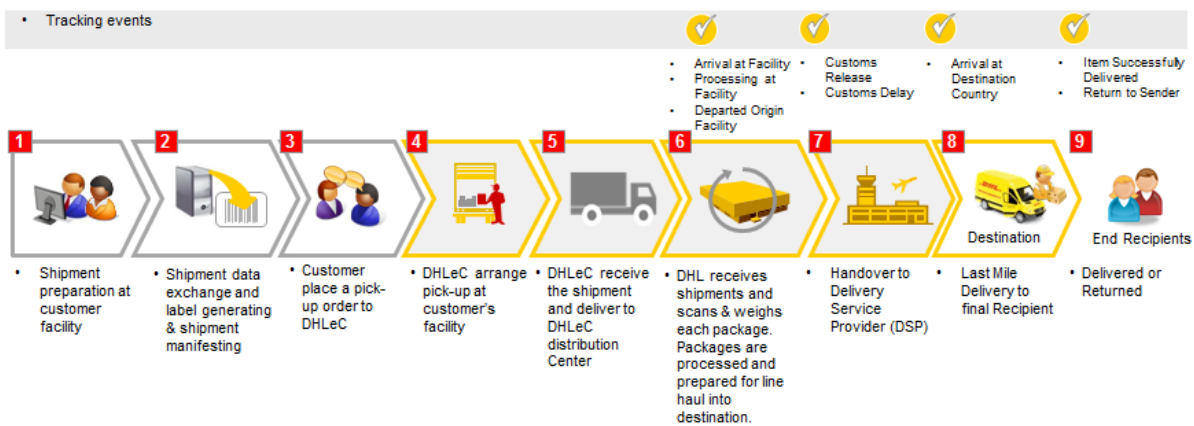 • Tracking events
• Arrival at Facility
• Processing at
Facility
• Departed Origin
Facility
• Customs
Release
• Customs Delay
• Arrival at
Destination
Country
• Item Successfully
Delivered
• Return to Sender
1
2
3
4
5
6
7
8
9
DHL
Destination
End Recipients
• Shipment
preparation at
customer
facility
• Shipment data
exchange and
label generating
& shipment
manifesting
• Customer
place a pick-
up order to
DHLeC
• DHLeC arrange
pick-up at
customer's
facility
• DHLeC receive
the shipment
and deliver to
DHLeC
distribution
Center
• DHL receives
shipments and
scans & weighs
each package.
Packages are
processed and
prepared for line
haul into
destination.
• Handover to
Delivery
Service
Provider (DSP)
• Last Mile
Delivery to
final Recipient
• Delivered or
Returned